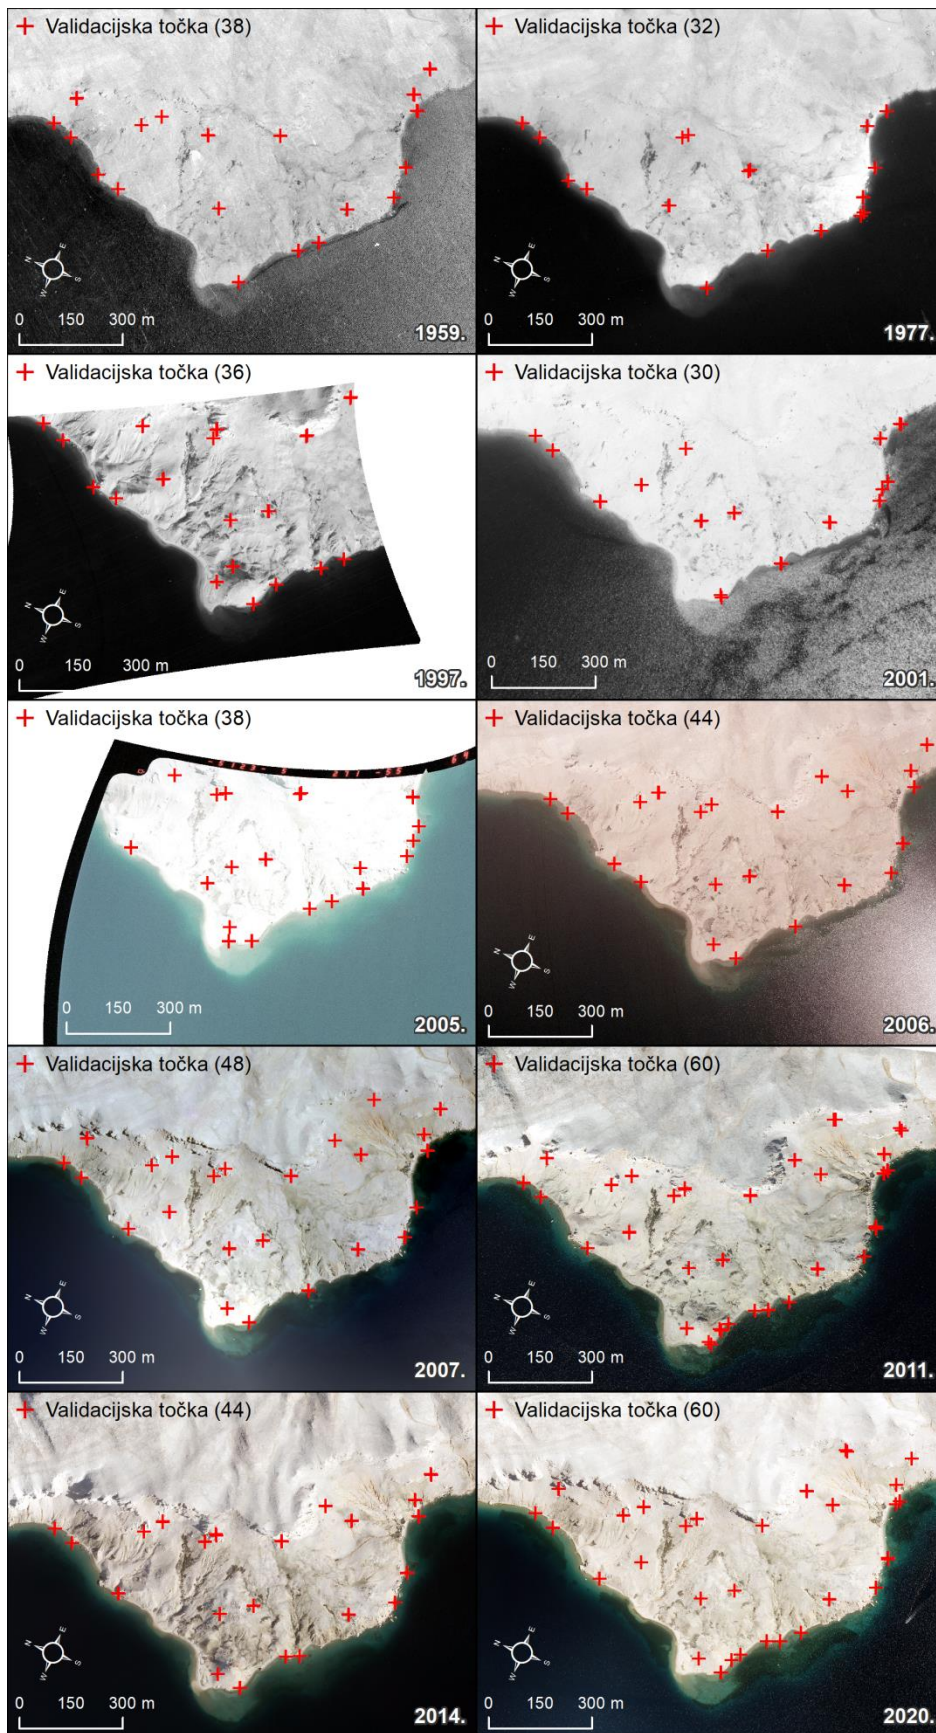 Validacijska točka (38)
N E S W
0 150 300 m
1959.
Validacijska točka (32)
N E S W
0 150 300 m
1977.
Validacijska točka (36)
N E S W
0 150 300 m
1997.
Validacijska točka (30)
N E S W
0 150 300 m
2001.
Validacijska točka (38)
N E S W
0 150 300 m
2005.
Validacijska točka (44)
N E S W
0 150 300 m
2006.
Validacijska točka (48)
N E S W
0 150 300 m
2007.
Validacijska točka (60)
N E S W
0 150 300 m
2011.
Validacijska točka (44)
N E S W
0 150 300 m
2014.
Validacijska točka (60)
N E S W
0 150 300 m
2020.